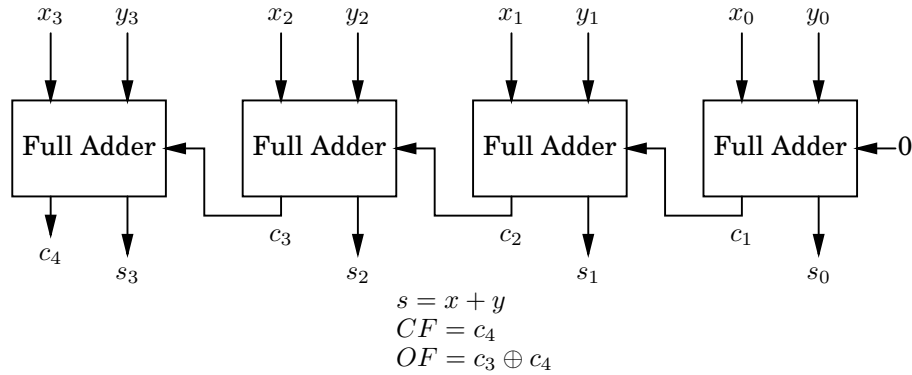 x₃ y₃ x₂ y₂ x₁ y₁ x₀ y₀
Full Adder Full Adder Full Adder Full Adder 0
c₄ s₃ c₃ s₂ c₂ s₁ c₁ s₀
s = x + y
CF = c₄
OF = c₃ ⊕ c₄